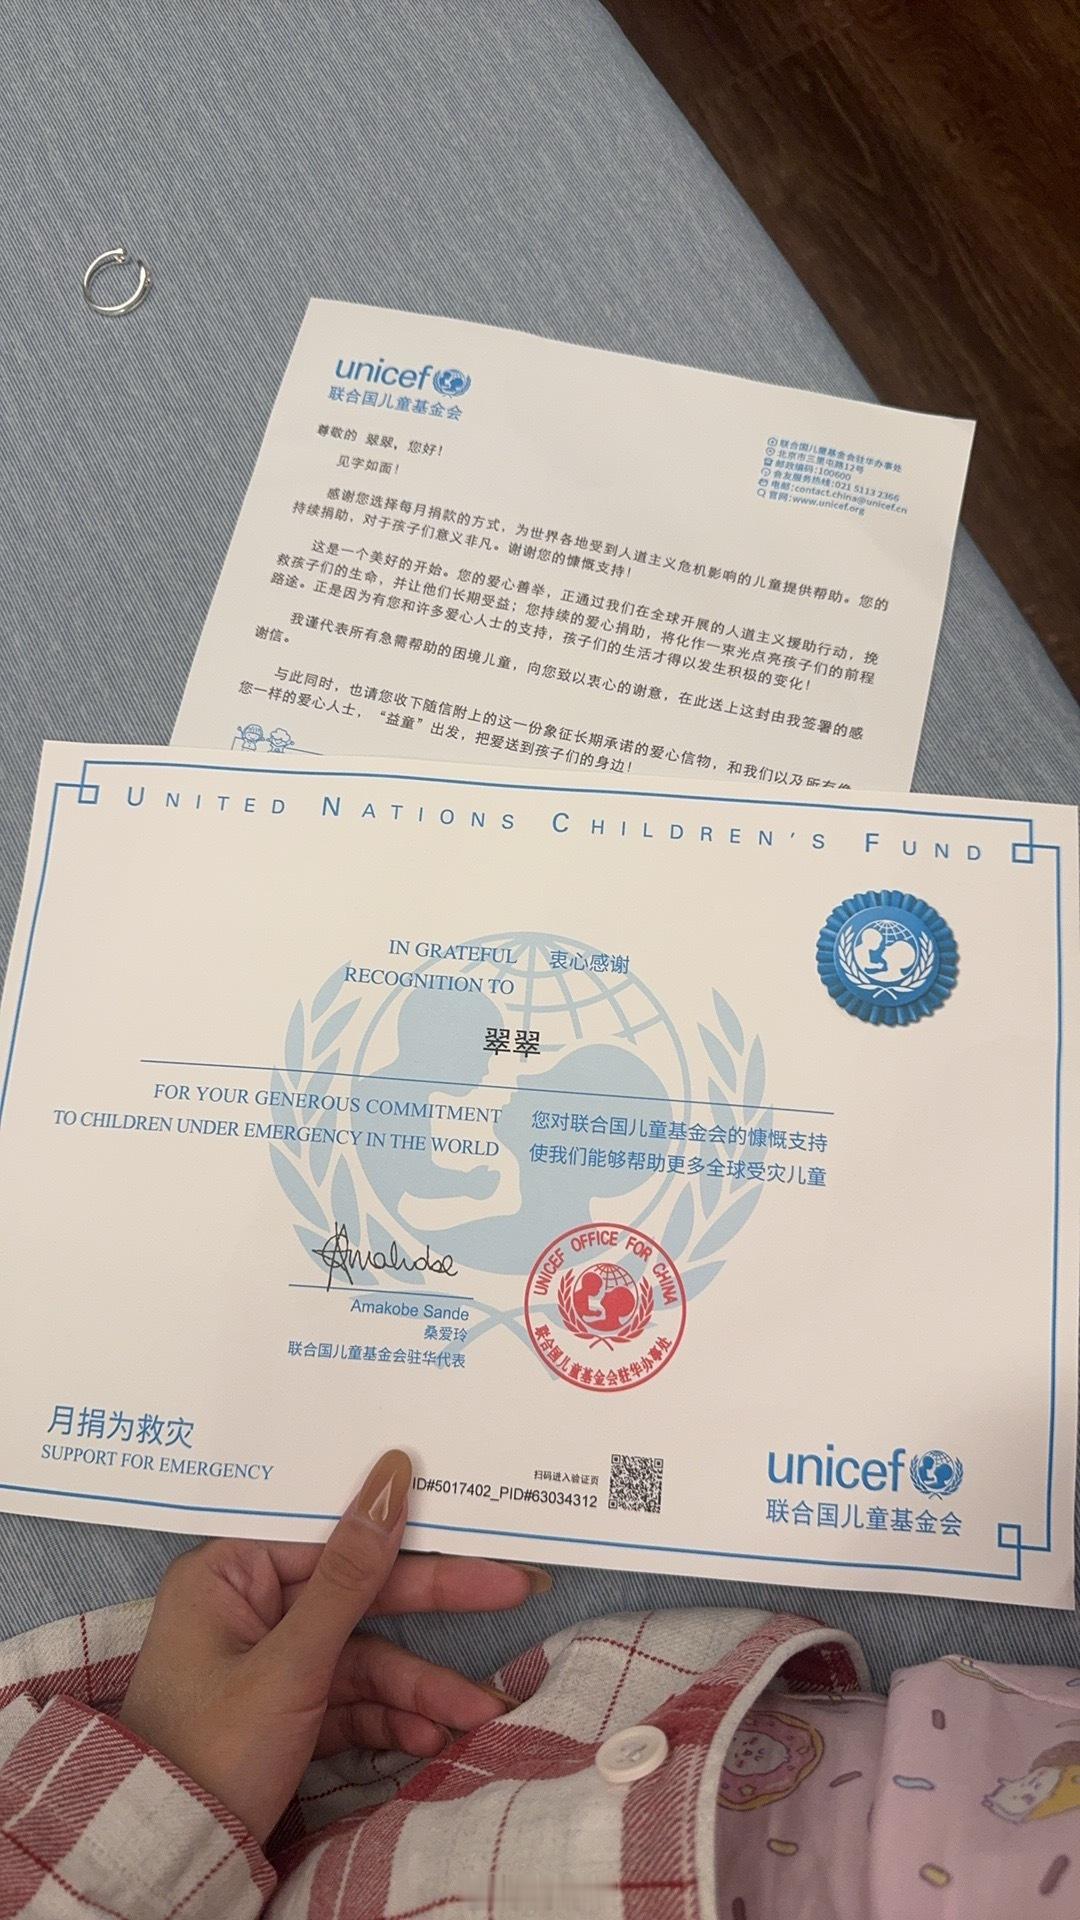 unicef
联合国儿童基金会
联合国儿童基金会驻华办事处
北京市三里屯路12号
邮政编码:100600
会友服务热线:021 5113 2366
电邮:contact.china@unicef.cn
官网:www.unicef.org
尊敬的 翠翠，您好！
见字如面！
感谢您选择每月捐款的方式，为世界各地受到人道主义危机影响的儿童提供帮助。您的
持续捐助，对于孩子们意义非凡。谢谢您的慷慨支持！
这是一个美好的开始。您的爱心善举，正通过我们在全球开展的人道主义援助行动，挽
救孩子们的生命，并让他们长期受益；您持续的爱心捐助，将化作一束光点亮孩子们的前程
路途。正是因为有您和许多爱心人士的支持，孩子们的生活才得以发生积极的变化！
我谨代表所有急需帮助的困境儿童，向您致以衷心的谢意，在此送上这封由我签署的感
谢信。
与此同时，也请您收下随信附上的这一份象征长期承诺的爱心信物，和我们以及所有像
您一样的爱心人士，“益童”出发，把爱送到孩子们的身边！
UNITED NATIONS CHILDREN'S FUND
IN GRATEFUL
RECOGNITION TO
衷心感谢
翠翠
FOR YOUR GENEROUS COMMITMENT
TO CHILDREN UNDER EMERGENCY IN THE WORLD
您对联合国儿童基金会的慷慨支持
使我们能够帮助更多全球受灾儿童
Amakobe Sande
桑爱玲
联合国儿童基金会驻华代表
UNICEF OFFICE FOR CHINA
联合国儿童基金会驻华办事处
月捐为救灾
SUPPORT FOR EMERGENCY
扫码进入验证页
ID#5017402_PID#63034312
unicef
联合国儿童基金会